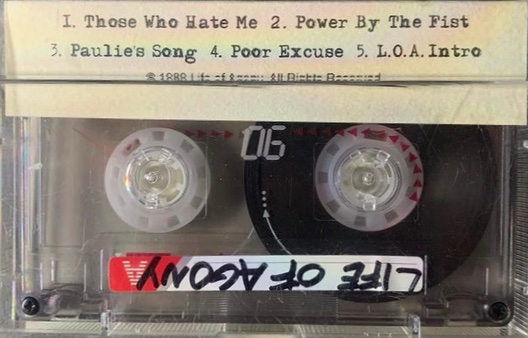 1. Those Who Hate Me 2. Power By The Fist
3. Paulie's Song 4. Poor Excuse 5. L.O.A. Intro
© 1989 Life of Agony All Rights Reserved
90
LIFE OF AGONY